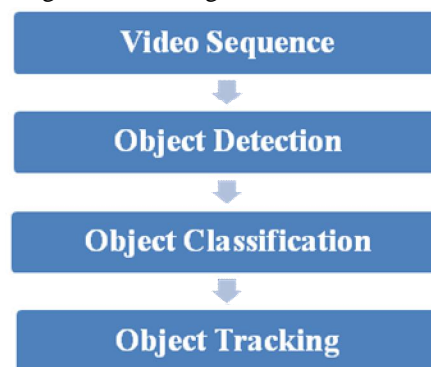 Video Sequence
Object Detection
Object Classification
Object Tracking